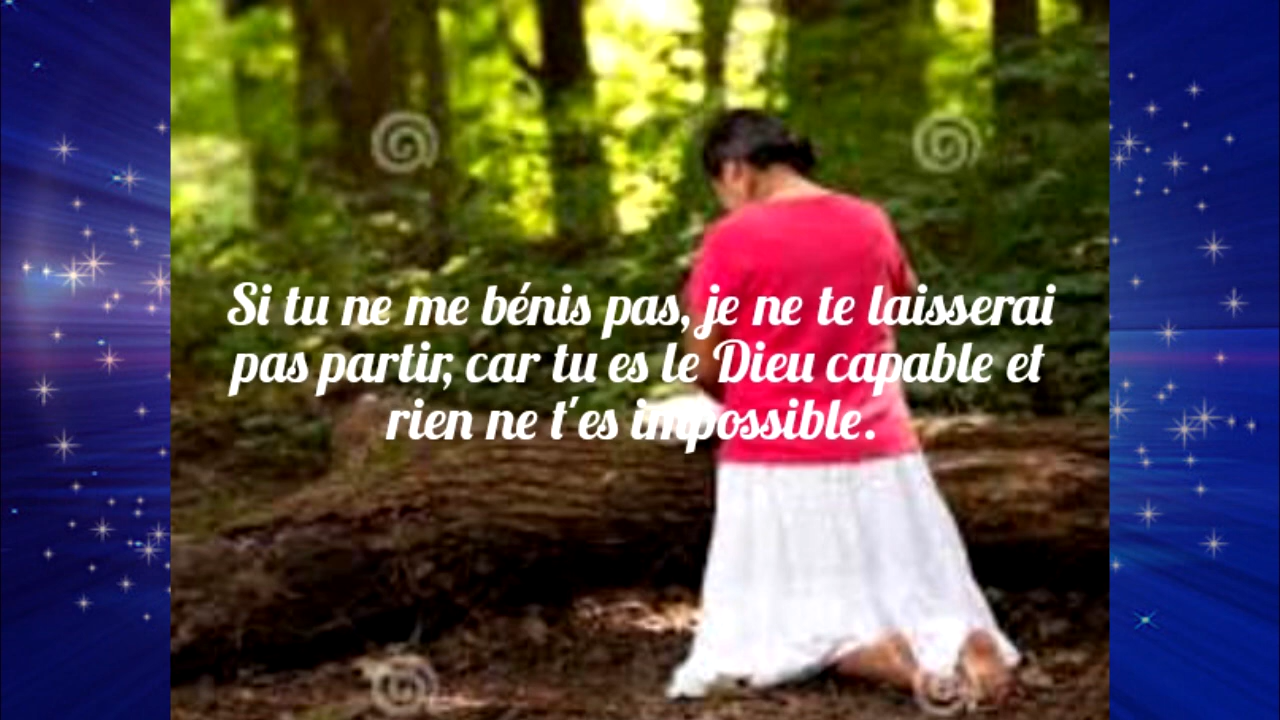 Si tu ne me bénis pas, je ne te laisserai
pas partir, car tu es le Dieu capable et
rien ne t'es impossible.